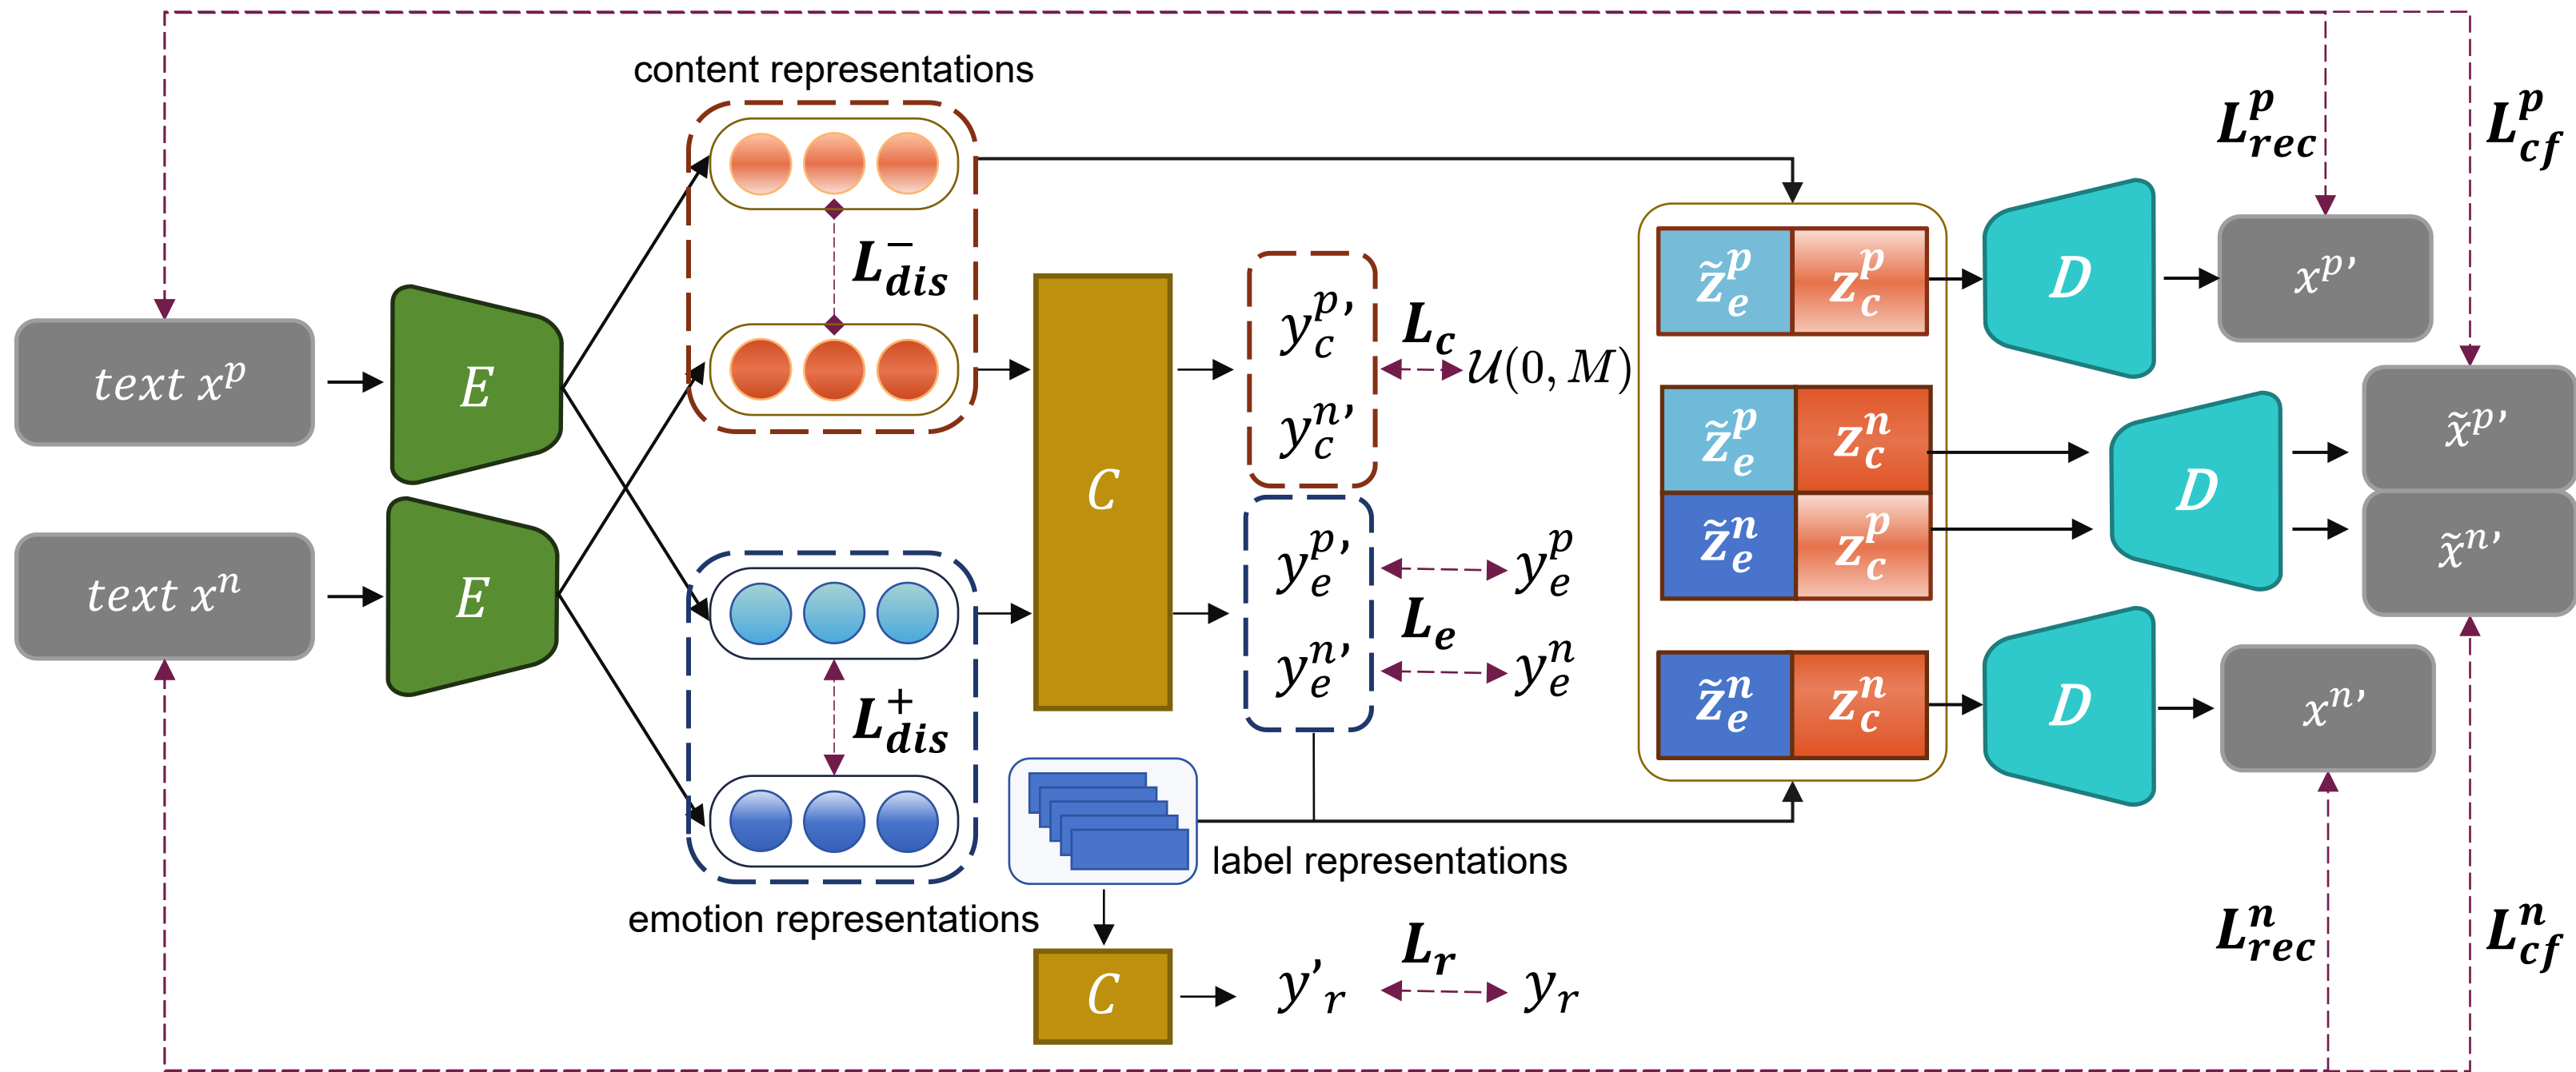 content representations
text x^p
E
text x^n
E
L_dis^-
L_dis^+
emotion representations
C
y_c^p'
y_c^n'
L_c
U(0, M)
y_e^p'
y_e^n'
L_e
y_e^p
y_e^n
label representations
C
y'_r
L_r
y_r
z̃_e^p z_c^p
z̃_e^p z_c^n
z̃_e^n z_c^p
z̃_e^n z_c^n
D
D
D
L_rec^p
L_cf^p
x^p'
x̃^p'
x̃^n'
x^n'
L_rec^n
L_cf^n